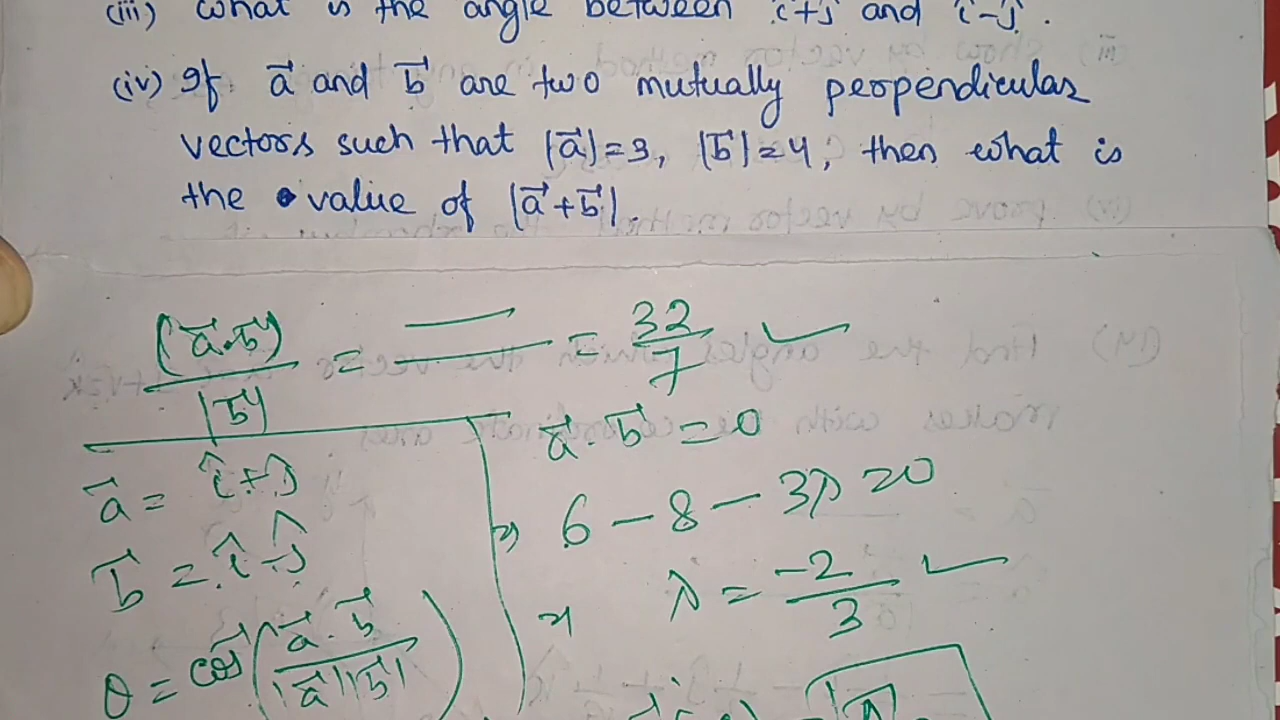 (iii) what is the angle between î+ĵ and î-ĵ.
(iv) If a⃗ and b⃗ are two mutually perpendicular
vectors such that |a⃗|=3, |b⃗|=4, then what is
the value of |a⃗+b⃗|.
(a⃗·b⃗)/|b⃗| = = 32/7 ✓
a⃗ = î+ĵ
b⃗ = î-ĵ
θ = cos⁻¹(a⃗·b⃗/|a⃗||b⃗|)
a⃗·b⃗ = 0
⇒ 6-8-3λ=0
⇒ λ = -2/3 ✓